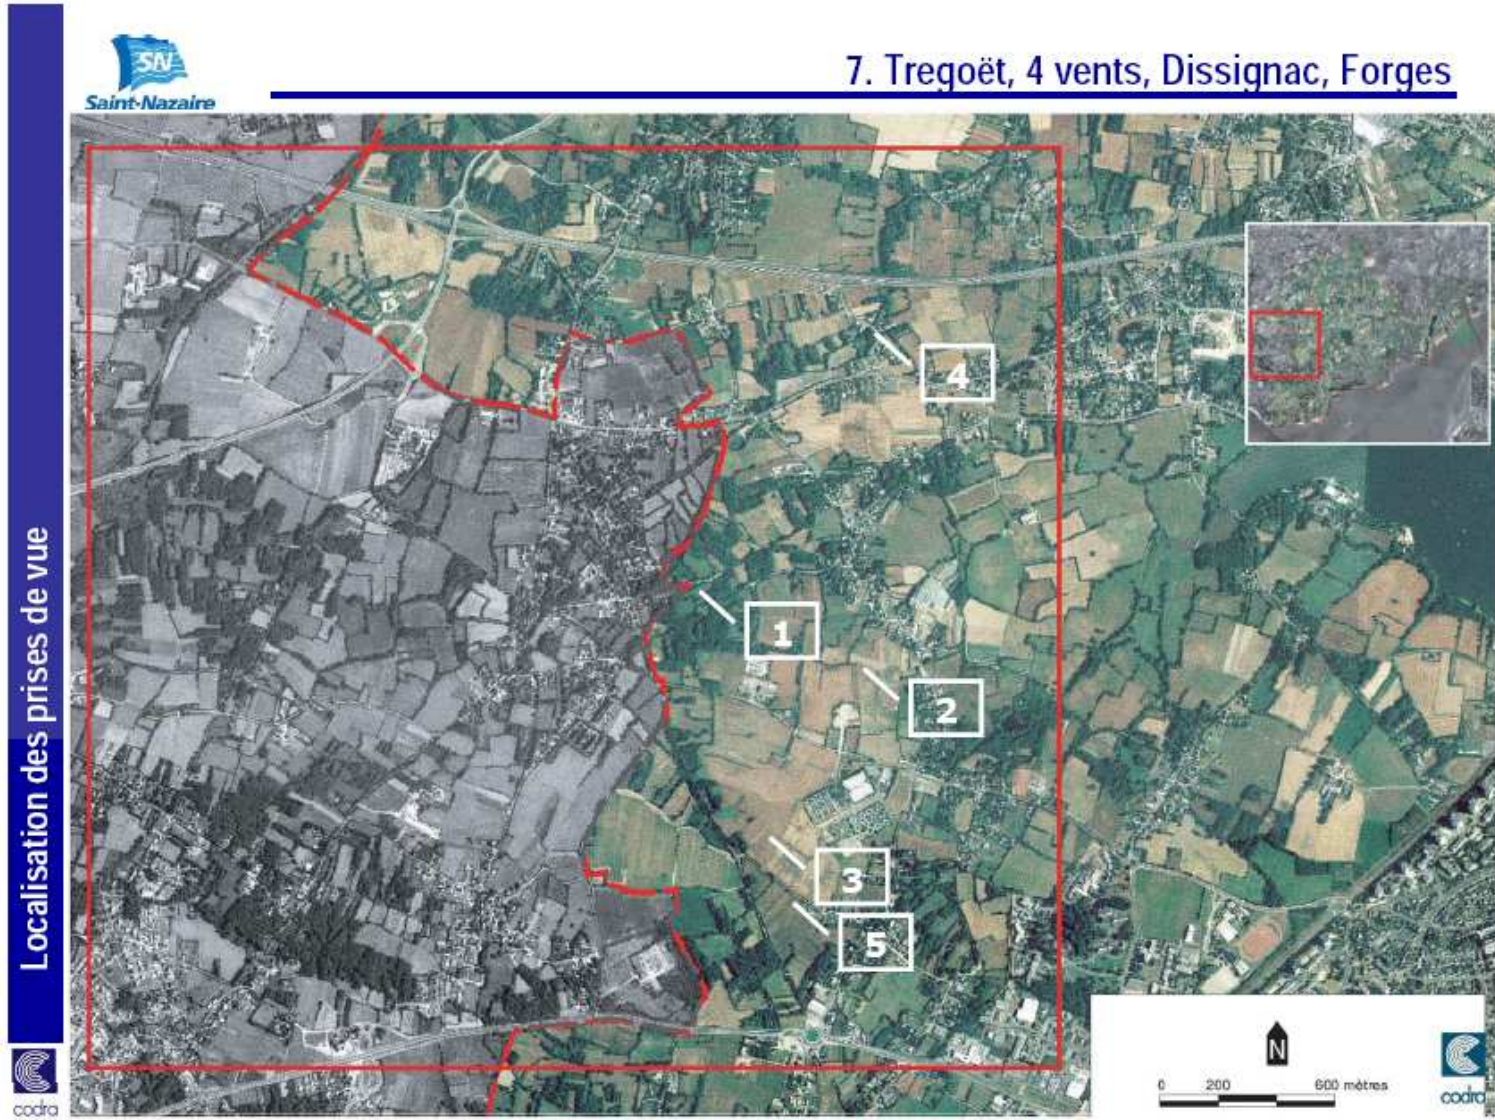 SN
Saint-Nazaire
7. Tregoët, 4 vents, Dissignac, Forges
Localisation des prises de vue
4
1
2
3
5
N
0 200 600 mètres
codra
codra